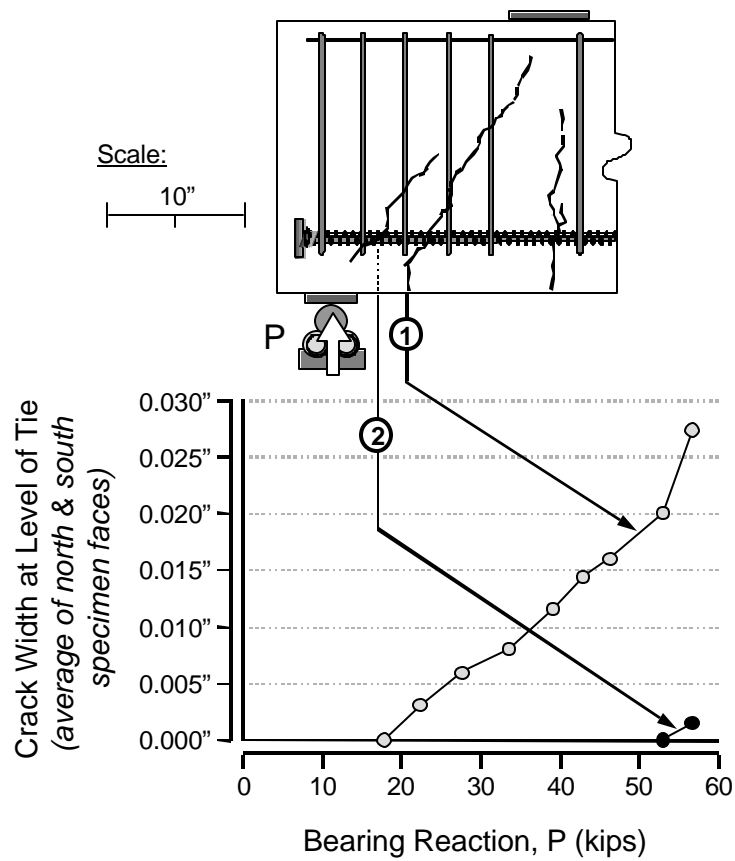 Scale:
10”
P
1
2
Crack Width at Level of Tie
(average of north & south
specimen faces)
0.030”
0.025”
0.020”
0.015”
0.010”
0.005”
0.000”
0 10 20 30 40 50 60
Bearing Reaction, P (kips)